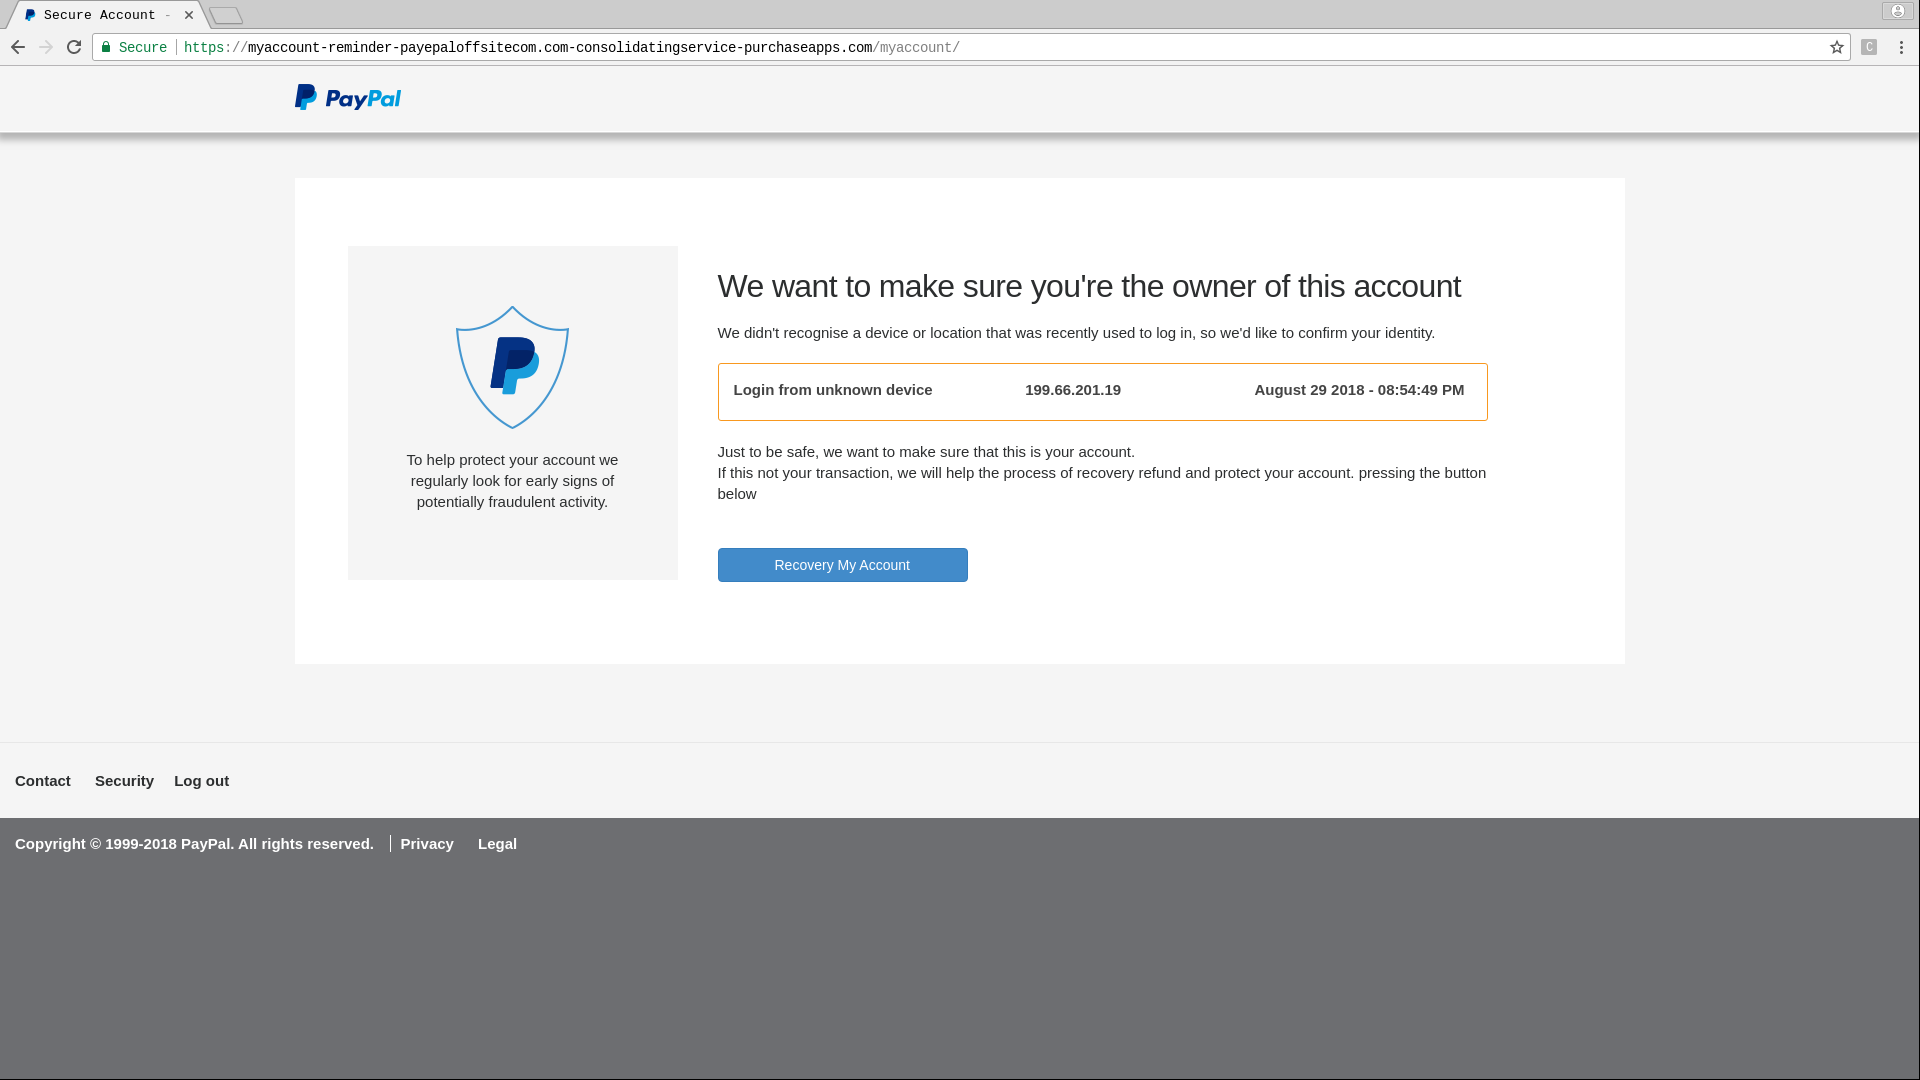 Secure Account -
Secure https://myaccount-reminder-payepaloffsitecom.com-consolidatingservice-purchaseapps.com/myaccount/
C
PayPal
To help protect your account we
regularly look for early signs of
potentially fraudulent activity.
We want to make sure you're the owner of this account
We didn't recognise a device or location that was recently used to log in, so we'd like to confirm your identity.
Login from unknown device 199.66.201.19 August 29 2018 - 08:54:49 PM
Just to be safe, we want to make sure that this is your account.
If this not your transaction, we will help the process of recovery refund and protect your account. pressing the button
below
Recovery My Account
Contact Security Log out
Copyright © 1999-2018 PayPal. All rights reserved. Privacy Legal